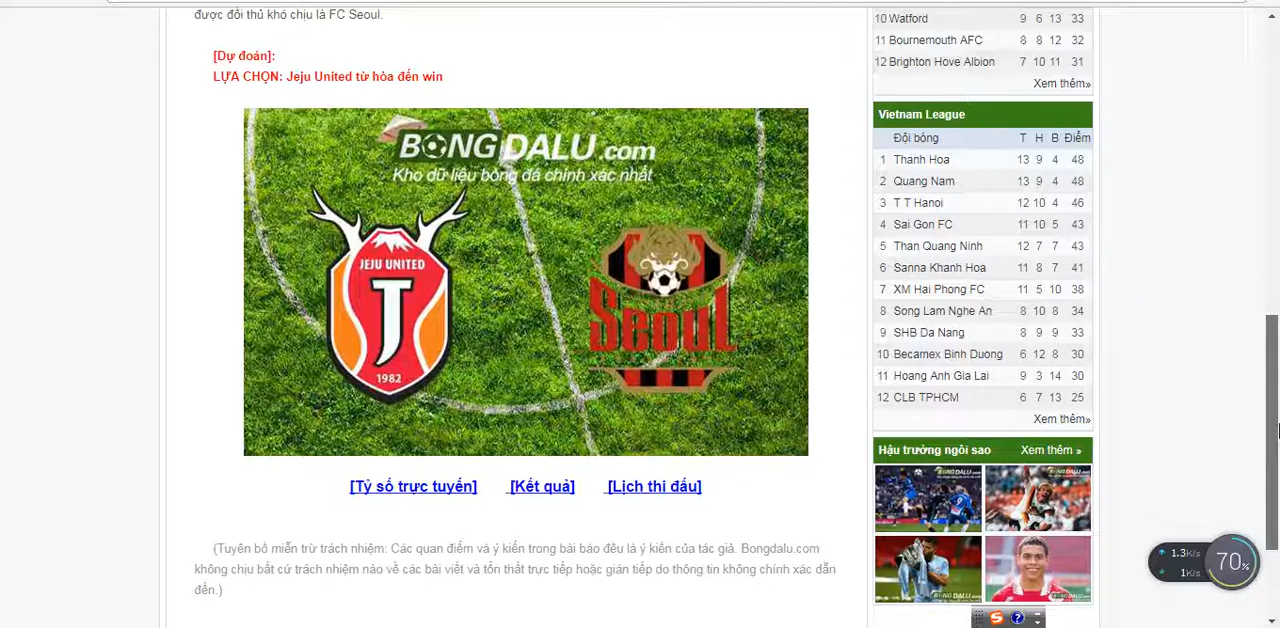 được đối thủ khó chịu là FC Seoul.
[Dự đoán]:
LỰA CHỌN: Jeju United từ hòa đến win
BONGDALU.com
Kho dữ liệu bóng đá chính xác nhất
JEJU UNITED
J
1982
Seoul
[Tỷ số trực tuyến] [Kết quả] [Lịch thi đấu]
(Tuyên bố miễn trừ trách nhiệm: Các quan điểm và ý kiến trong bài báo đều là ý kiến của tác giả. Bongdalu.com
không chịu bất cứ trách nhiệm nào về các bài viết và tổn thất trực tiếp hoặc gián tiếp do thông tin không chính xác dẫn
đến.)
10 Watford 9 6 13 33
11 Bournemouth AFC 8 8 12 32
12 Brighton Hove Albion 7 10 11 31
Xem thêm»
Vietnam League
Đội bóng T H B Điểm
1 Thanh Hoa 13 9 4 48
2 Quang Nam 13 9 4 48
3 T T Hanoi 12 10 4 46
4 Sai Gon FC 11 10 5 43
5 Than Quang Ninh 12 7 7 43
6 Sanna Khanh Hoa 11 8 7 41
7 XM Hai Phong FC 11 5 10 38
8 Song Lam Nghe An 8 10 8 34
9 SHB Da Nang 8 9 9 33
10 Becamex Binh Duong 6 12 8 30
11 Hoang Anh Gia Lai 9 3 14 30
12 CLB TPHCM 6 7 13 25
Xem thêm»
Hậu trường ngôi sao Xem thêm »
BONGDALU.com
BONGDALU.com
BONGDALU.com
BONGDALU.com
1.3K/s
1K/s
70%
S ?